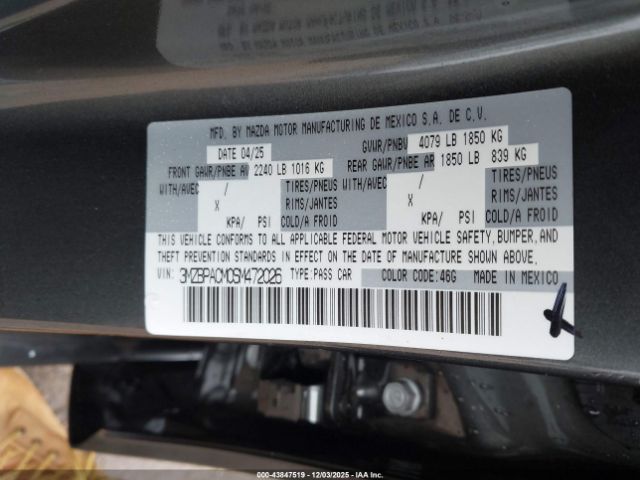 MFD. BY MAZDA MOTOR MANUFACTURING DE MEXICO S.A. DE C.V.
DATE 04/25 GVWR/PNBV 4079 LB 1850 KG
FRONT GAWR/PNBE AV 2240 LB 1016 KG REAR GAWR/PNBE AR 1850 LB 839 KG
WITH/AVEC / TIRES/PNEUS WITH/AVEC / TIRES/PNEUS
X RIMS/JANTES X RIMS/JANTES
KPA/ PSI COLD/A FROID KPA/ PSI COLD/A FROID
THIS VEHICLE CONFORMS TO ALL APPLICABLE FEDERAL MOTOR VEHICLE SAFETY, BUMPER, AND
THEFT PREVENTION STANDARDS IN EFFECT ON THE DATE OF MANUFACTURE SHOWN ABOVE.
VIN: 3MZBPACM0SM472026 TYPE: PASS CAR COLOR CODE: 46G MADE IN MEXICO
000-43847519 - 12/03/2025 - IAA Inc.